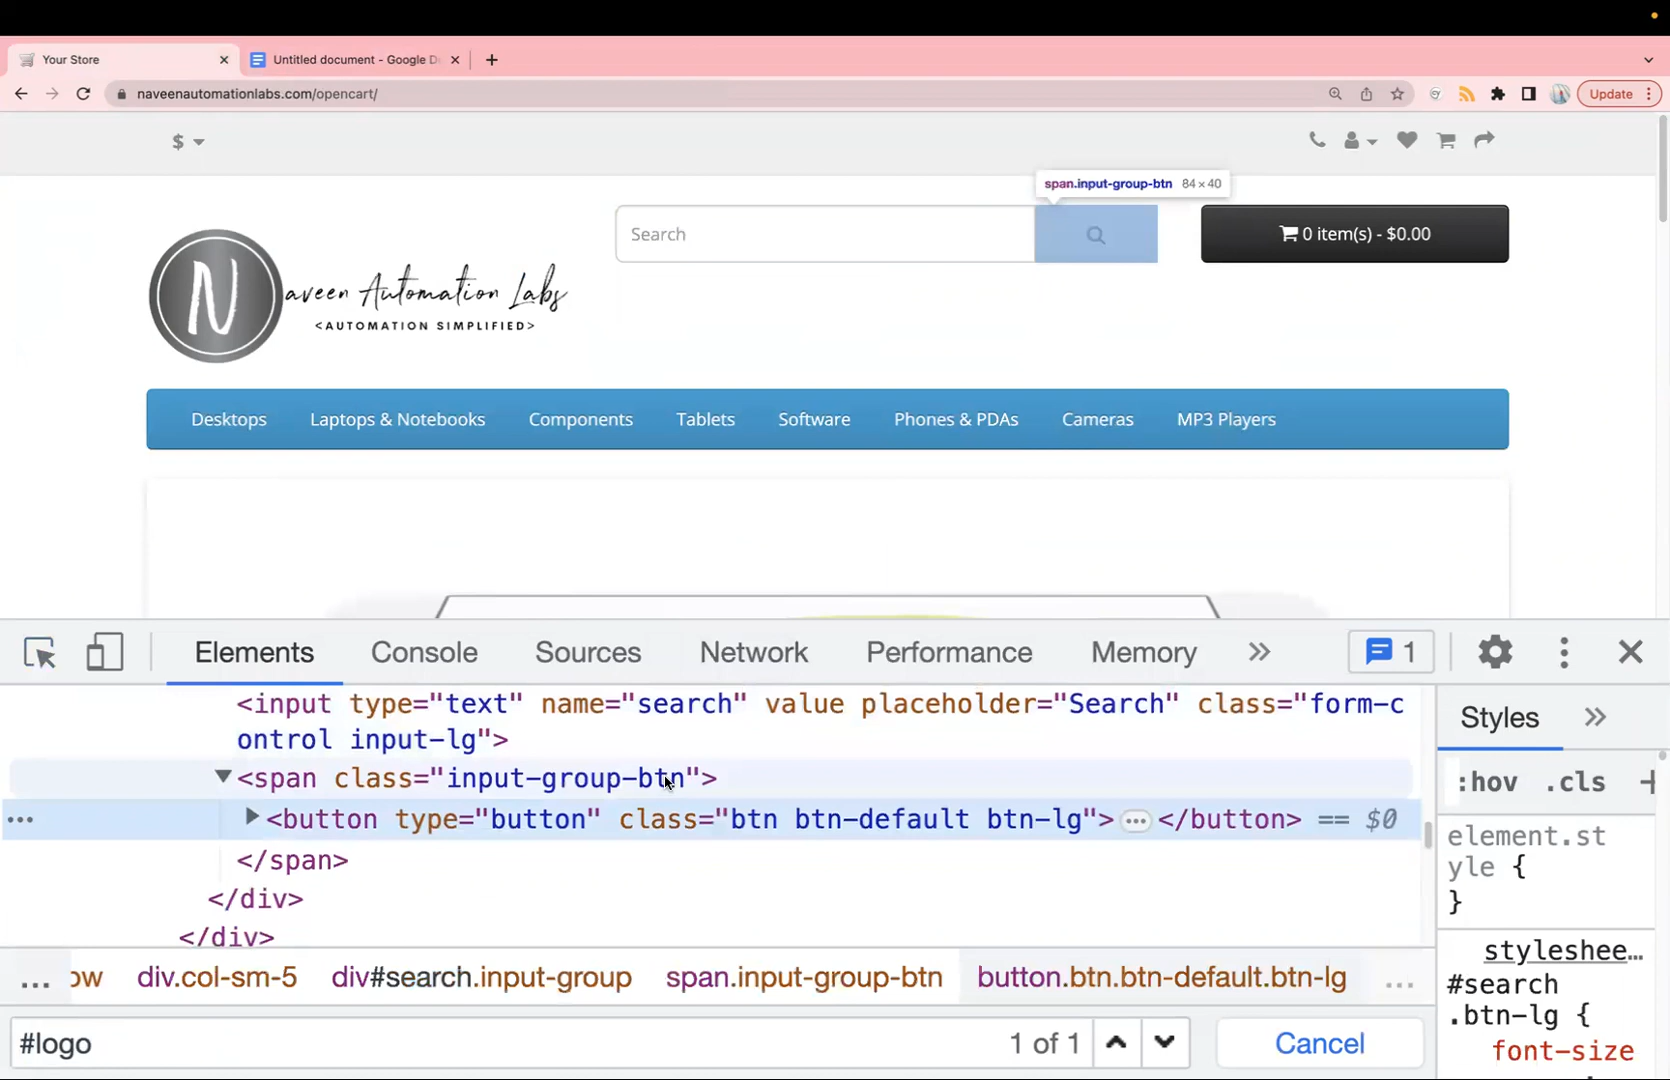 Your Store
Untitled document - Google D
naveenautomationlabs.com/opencart/
Update
$
span.input-group-btn 84×40
Search
0 item(s) - $0.00
N
aveen Automation Labs
<AUTOMATION SIMPLIFIED>
Desktops Laptops & Notebooks Components Tablets Software Phones & PDAs Cameras MP3 Players
Elements Console Sources Network Performance Memory » 1
<input type="text" name="search" value placeholder="Search" class="form-c
ontrol input-lg">
<span class="input-group-btn">
<button type="button" class="btn btn-default btn-lg"> … </button> == $0
</span>
</div>
</div>
Styles »
:hov .cls +
element.st
yle {
}
styleshee…
#search
.btn-lg {
font-size
… ow div.col-sm-5 div#search.input-group span.input-group-btn button.btn.btn-default.btn-lg …
#logo 1 of 1 Cancel